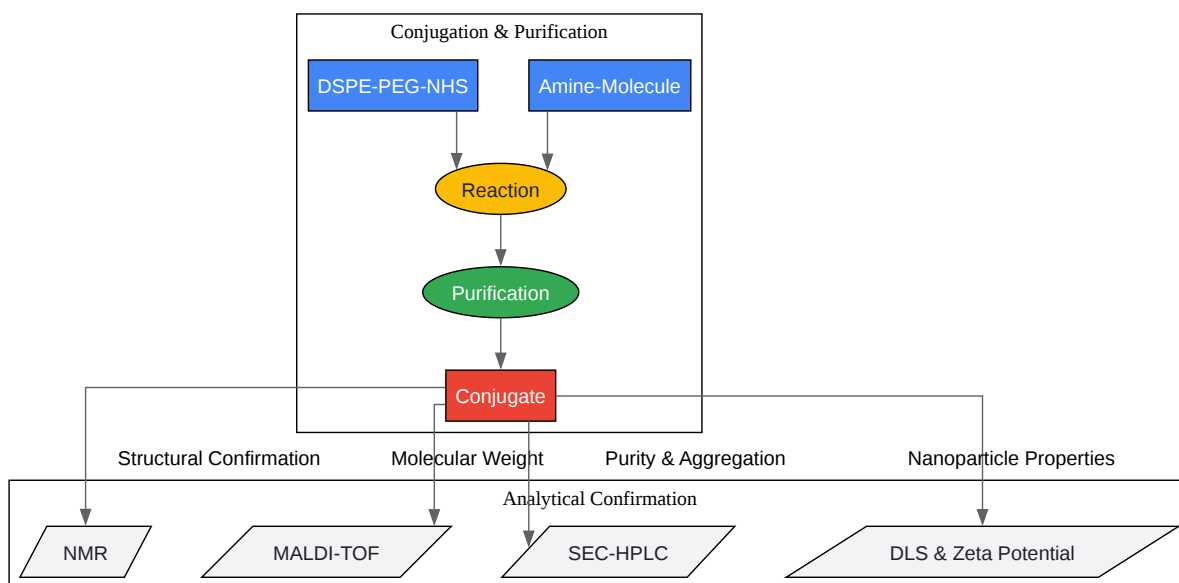 Conjugation & Purification
DSPE-PEG-NHS
Amine-Molecule
Reaction
Purification
Conjugate
Structural Confirmation
Molecular Weight
Purity & Aggregation
Nanoparticle Properties
Analytical Confirmation
NMR
MALDI-TOF
SEC-HPLC
DLS & Zeta Potential